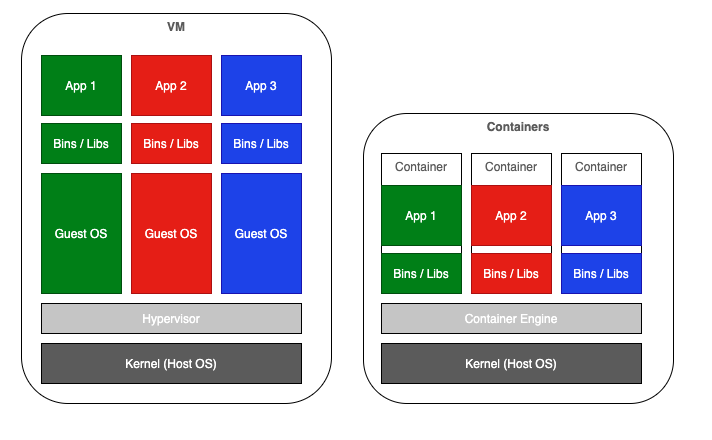 VM
App 1
App 2
App 3
Bins / Libs
Bins / Libs
Bins / Libs
Guest OS
Guest OS
Guest OS
Hypervisor
Kernel (Host OS)
Containers
Container
Container
Container
App 1
App 2
App 3
Bins / Libs
Bins / Libs
Bins / Libs
Container Engine
Kernel (Host OS)